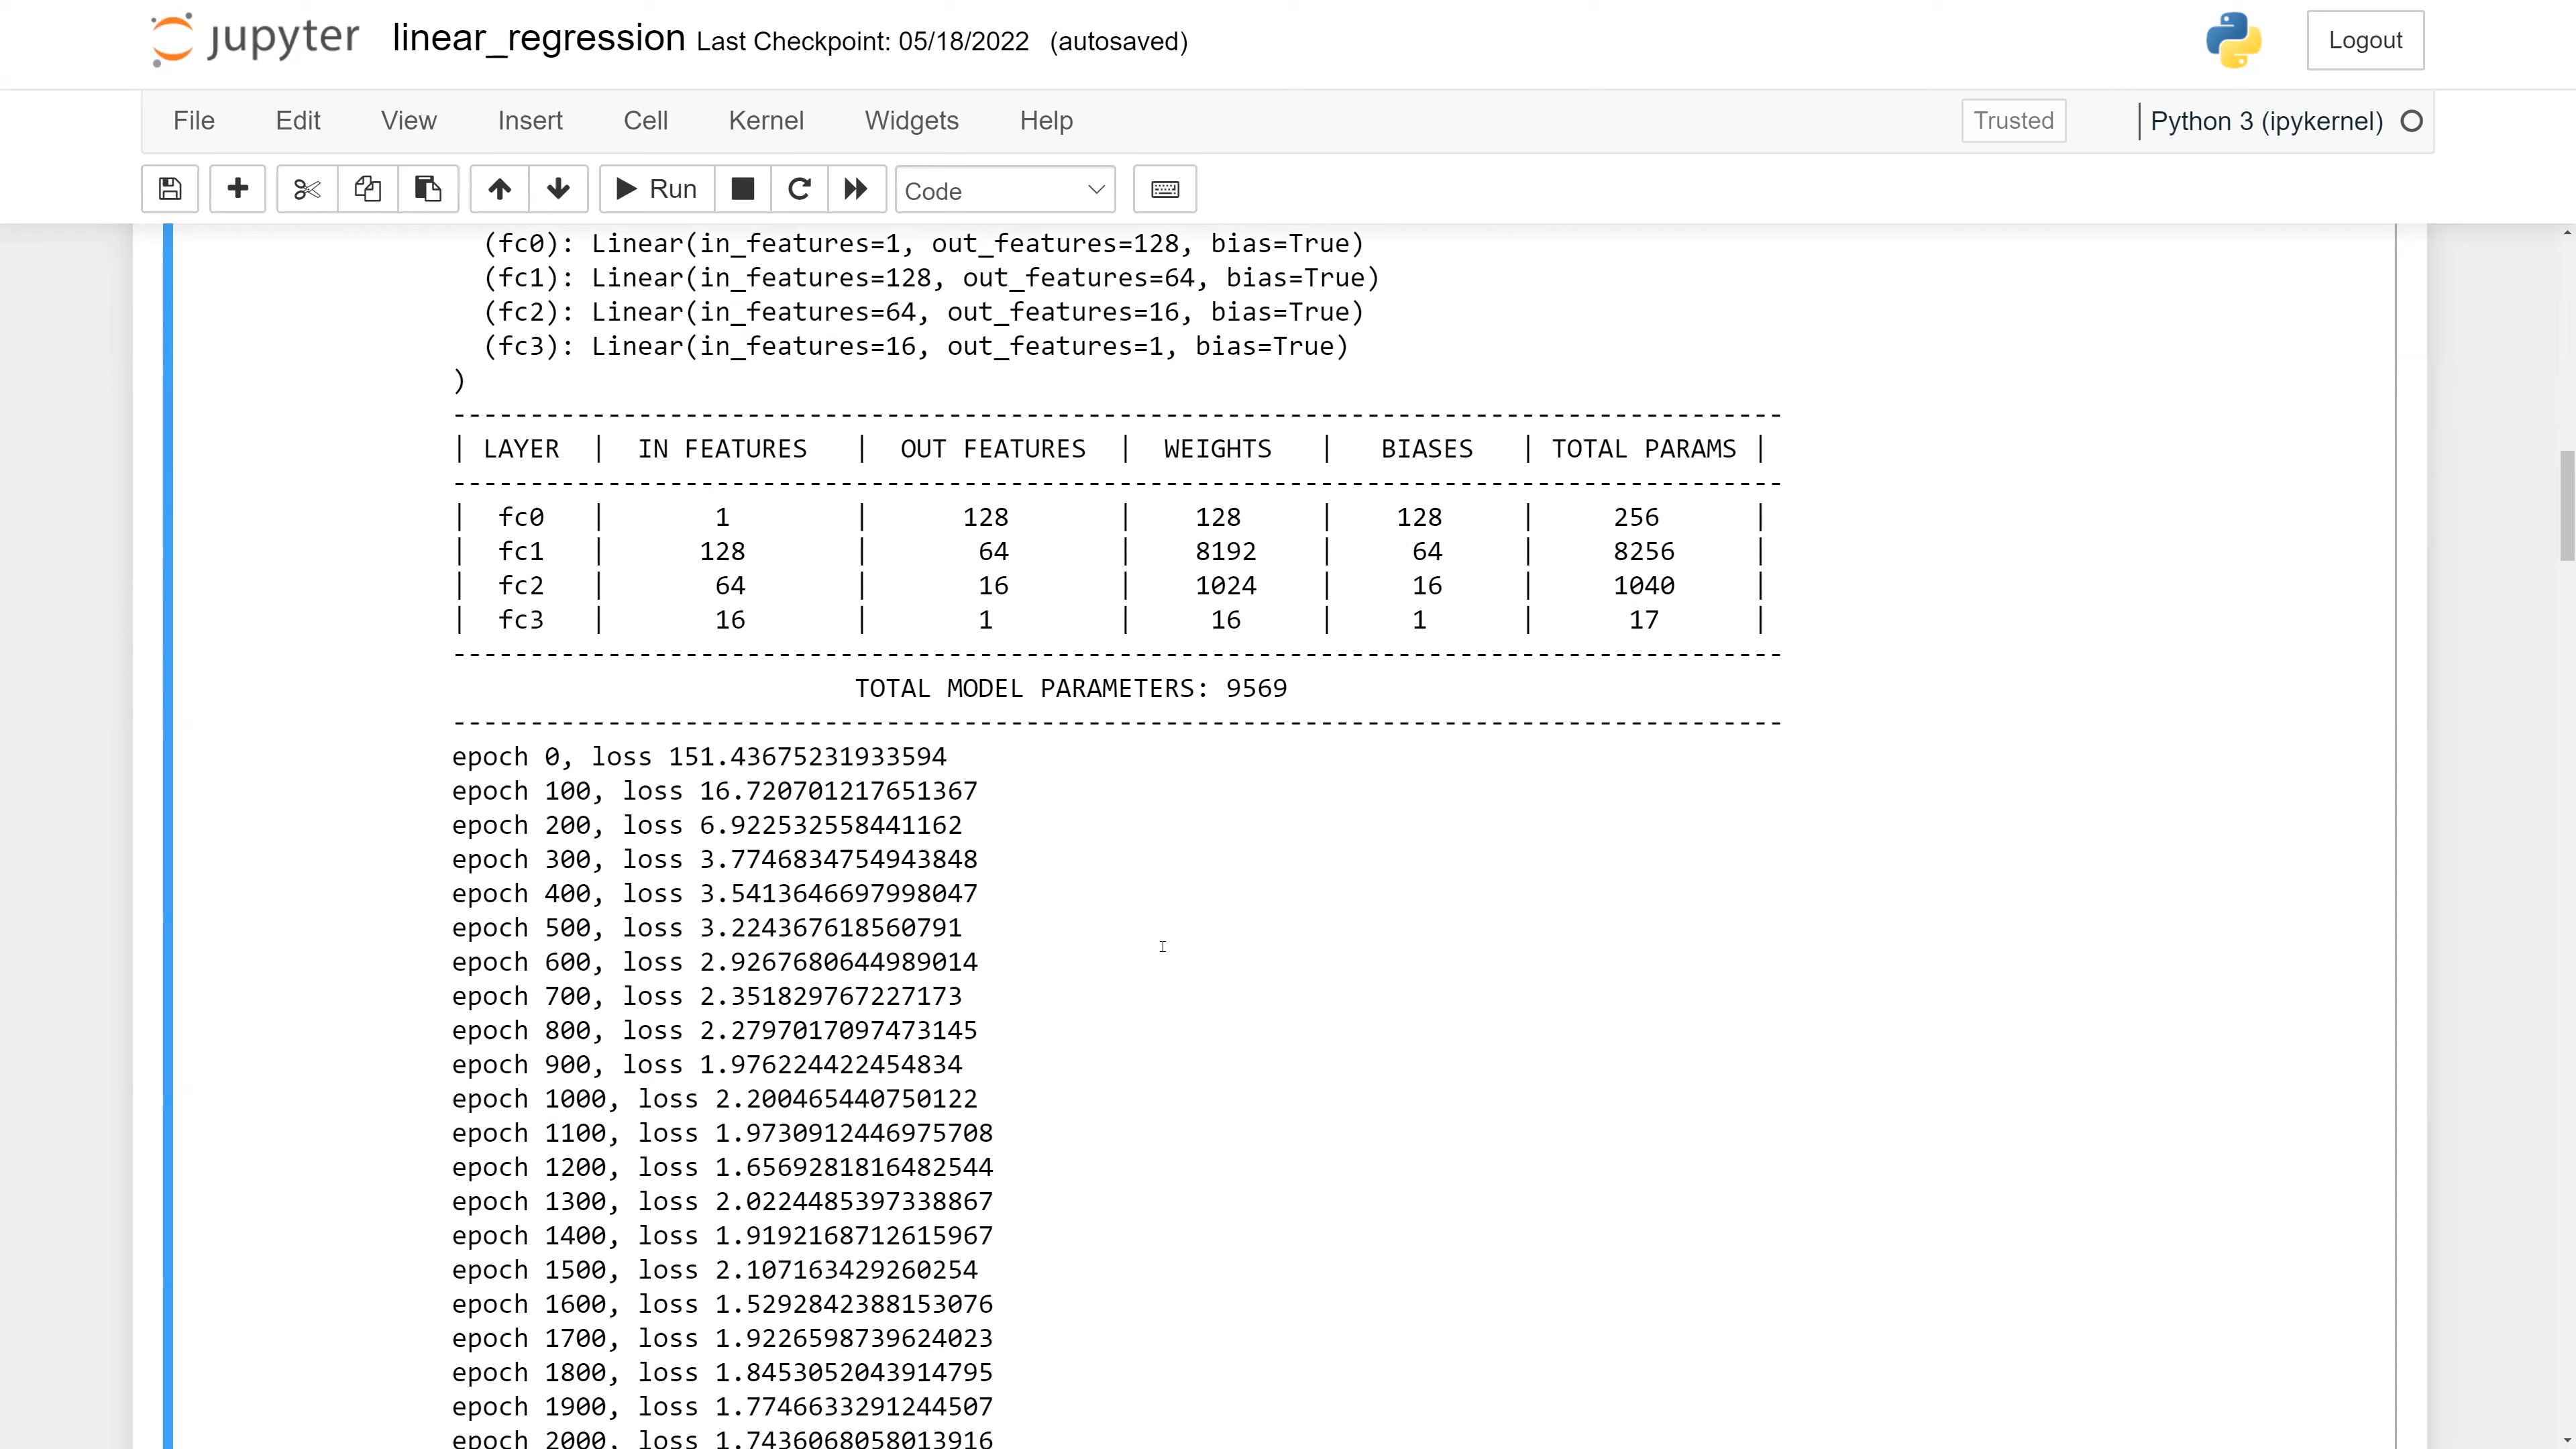 jupyter linear_regression Last Checkpoint: 05/18/2022 (autosaved) Logout
File Edit View Insert Cell Kernel Widgets Help Trusted Python 3 (ipykernel)
Run Code
(fc0): Linear(in_features=1, out_features=128, bias=True)
(fc1): Linear(in_features=128, out_features=64, bias=True)
(fc2): Linear(in_features=64, out_features=16, bias=True)
(fc3): Linear(in_features=16, out_features=1, bias=True)
)
--------------------------------------------------------------------------------------
| LAYER | IN FEATURES | OUT FEATURES | WEIGHTS | BIASES | TOTAL PARAMS |
--------------------------------------------------------------------------------------
| fc0 | 1 | 128 | 128 | 128 | 256 |
| fc1 | 128 | 64 | 8192 | 64 | 8256 |
| fc2 | 64 | 16 | 1024 | 16 | 1040 |
| fc3 | 16 | 1 | 16 | 1 | 17 |
--------------------------------------------------------------------------------------
TOTAL MODEL PARAMETERS: 9569
--------------------------------------------------------------------------------------
epoch 0, loss 151.43675231933594
epoch 100, loss 16.720701217651367
epoch 200, loss 6.922532558441162
epoch 300, loss 3.7746834754943848
epoch 400, loss 3.5413646697998047
epoch 500, loss 3.224367618560791
epoch 600, loss 2.9267680644989014
epoch 700, loss 2.351829767227173
epoch 800, loss 2.2797017097473145
epoch 900, loss 1.976224422454834
epoch 1000, loss 2.200465440750122
epoch 1100, loss 1.9730912446975708
epoch 1200, loss 1.6569281816482544
epoch 1300, loss 2.0224485397338867
epoch 1400, loss 1.9192168712615967
epoch 1500, loss 2.107163429260254
epoch 1600, loss 1.5292842388153076
epoch 1700, loss 1.9226598739624023
epoch 1800, loss 1.8453052043914795
epoch 1900, loss 1.7746633291244507
epoch 2000, loss 1.7436068058013916